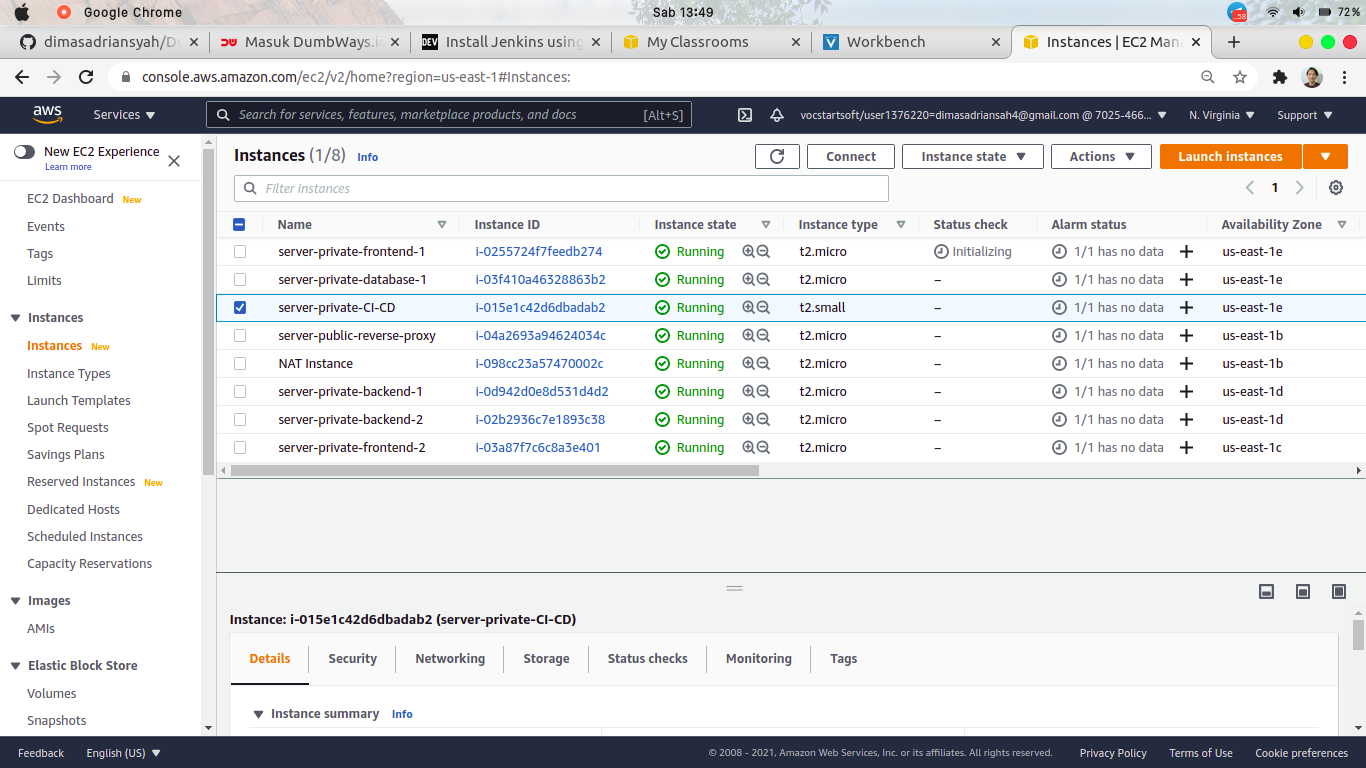 Google Chrome Sab 13:49 58 72%
dimasadriansyah/Du Masuk DumbWays.i DEV Install Jenkins using My Classrooms Workbench Instances | EC2 Man
console.aws.amazon.com/ec2/v2/home?region=us-east-1#Instances:
aws Services Search for services, features, marketplace products, and docs [Alt+S] vocstartsoft/user1376220=dimasadriansah4@gmail.com @ 7025-466... N. Virginia Support
New EC2 Experience
Learn more
EC2 Dashboard New
Events
Tags
Limits
Instances
Instances New
Instance Types
Launch Templates
Spot Requests
Savings Plans
Reserved Instances New
Dedicated Hosts
Scheduled Instances
Capacity Reservations
Images
AMIs
Elastic Block Store
Volumes
Snapshots
Instances (1/8) Info Connect Instance state Actions Launch instances
Filter Instances 1
Name Instance ID Instance state Instance type Status check Alarm status Availability Zone
server-private-frontend-1 i-0255724f7feedb274 Running t2.micro Initializing 1/1 has no data + us-east-1e
server-private-database-1 i-03f410a46328863b2 Running t2.micro – 1/1 has no data + us-east-1e
server-private-CI-CD i-015e1c42d6dbadab2 Running t2.small – 1/1 has no data + us-east-1e
server-public-reverse-proxy i-04a2693a94624034c Running t2.micro – 1/1 has no data + us-east-1b
NAT Instance i-098cc23a57470002c Running t2.micro – 1/1 has no data + us-east-1b
server-private-backend-1 i-0d942d0e8d531d4d2 Running t2.micro – 1/1 has no data + us-east-1d
server-private-backend-2 i-02b2936c7e1893c38 Running t2.micro – 1/1 has no data + us-east-1d
server-private-frontend-2 i-03a87f7c6c8a3e401 Running t2.micro – 1/1 has no data + us-east-1c
Instance: i-015e1c42d6dbadab2 (server-private-CI-CD)
Details Security Networking Storage Status checks Monitoring Tags
Instance summary Info
Feedback English (US) © 2008 - 2021, Amazon Web Services, Inc. or its affiliates. All rights reserved. Privacy Policy Terms of Use Cookie preferences